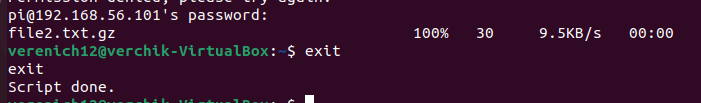 Permission denied, please try again.
pi@192.168.56.101's password:
file2.txt.gz 100% 30 9.5KB/s 00:00
verenich12@verchik-VirtualBox:~$ exit
exit
Script done.
verenich12@verchik-VirtualBox:~$